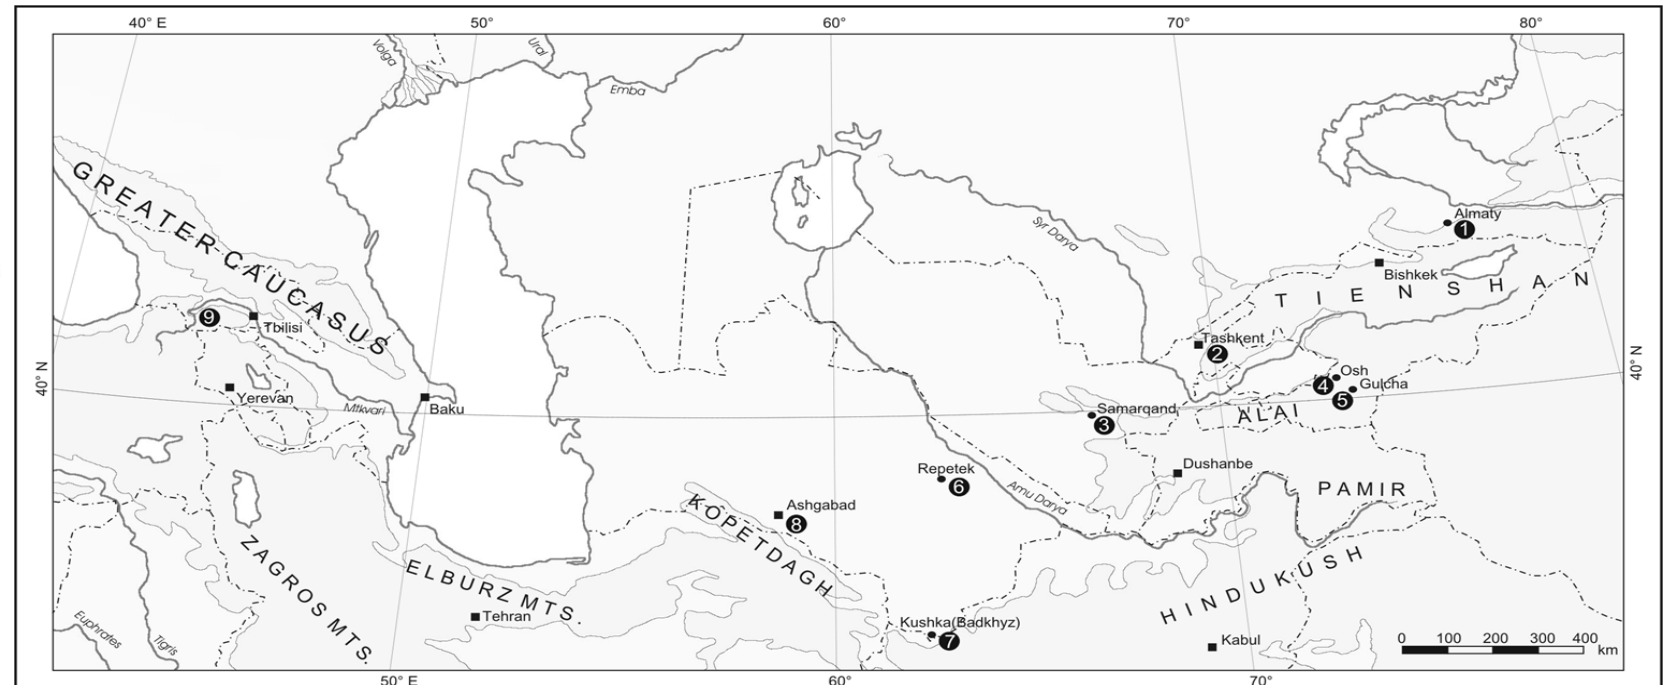 40° E 50° 60° 70° 80°
Volga
Ural
Emba
GREATER CAUCASUS
Syr Darya
Almaty
1
Bishkek
TIEN SHAN
9
Tbilisi
Tashkent
2
40° N
40° N
Osh
4
Gulcha
5
Yerevan
Mtkvari
Baku
Samarqand
3
ALAI
Dushanbe
Repetek
6
Amu Darya
PAMIR
KOPETDAGH
Ashgabad
8
ZAGROS MTS.
ELBURZ MTS.
HINDUKUSH
Euphrates
Tigris
Tehran
Kushka(Badkhyz)
7
Kabul
0 100 200 300 400
km
50° E 60° 70°